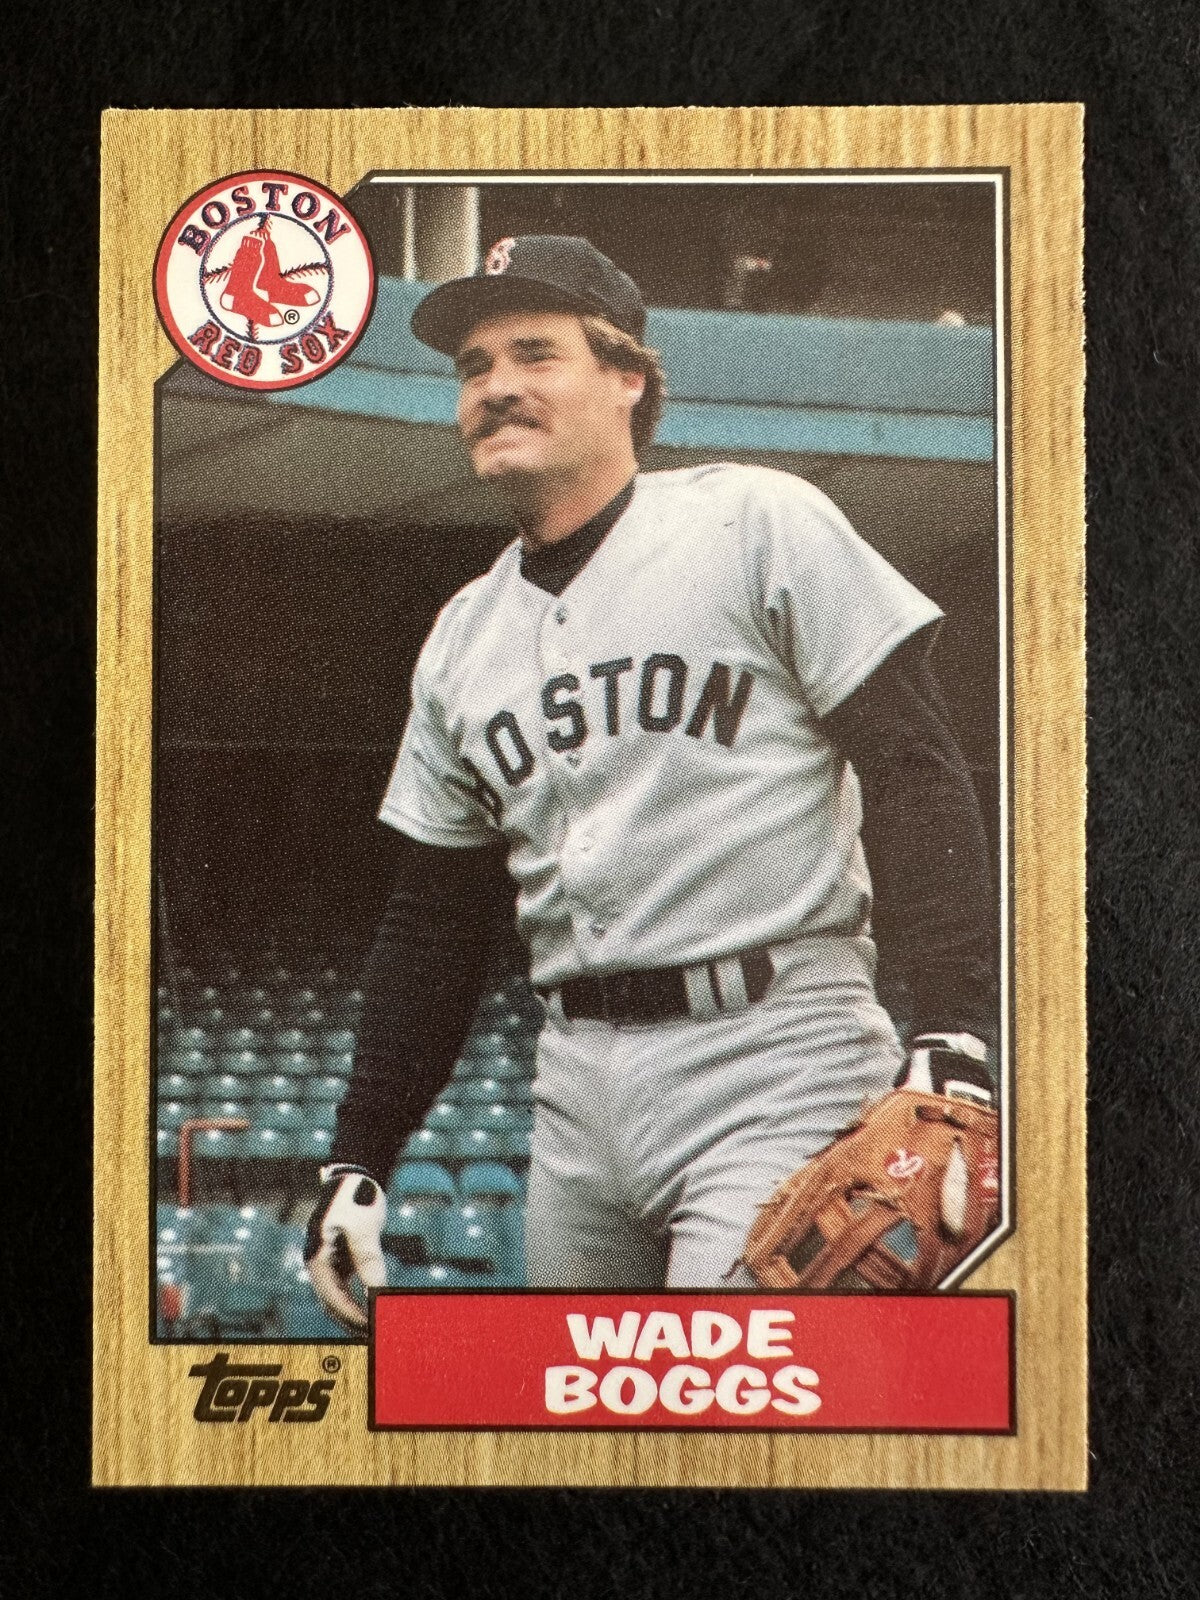 BOSTON
RED SOX
®
B
BOSTON
R
WADE
BOGGS
topps®